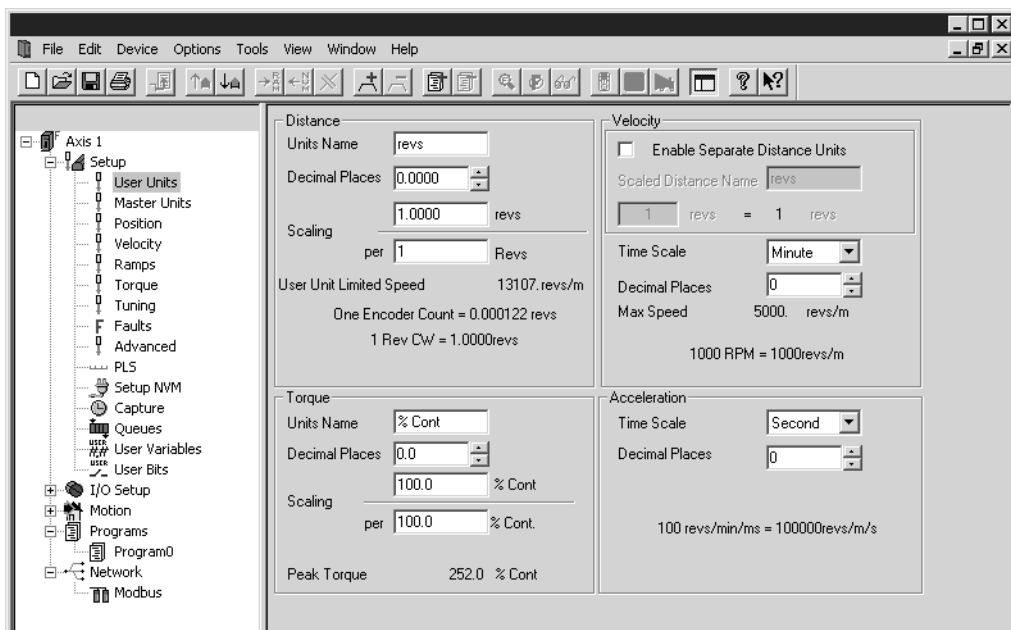 File Edit Device Options Tools View Window Help
Axis 1
Setup
User Units
Master Units
Position
Velocity
Ramps
Torque
Tuning
Faults
Advanced
PLS
Setup NVM
Capture
Queues
User Variables
User Bits
I/O Setup
Motion
Programs
Program0
Network
Modbus
Distance
Units Name revs
Decimal Places 0.0000
1.0000 revs
Scaling
per 1 Revs
User Unit Limited Speed 13107. revs/m
One Encoder Count = 0.000122 revs
1 Rev CW = 1.0000revs
Velocity
Enable Separate Distance Units
Scaled Distance Name revs
1 revs = 1 revs
Time Scale Minute
Decimal Places 0
Max Speed 5000. revs/m
1000 RPM = 1000revs/m
Torque
Units Name % Cont
Decimal Places 0.0
100.0 % Cont
Scaling
per 100.0 % Cont.
Peak Torque 252.0 % Cont
Acceleration
Time Scale Second
Decimal Places 0
100 revs/min/ms = 100000revs/m/s